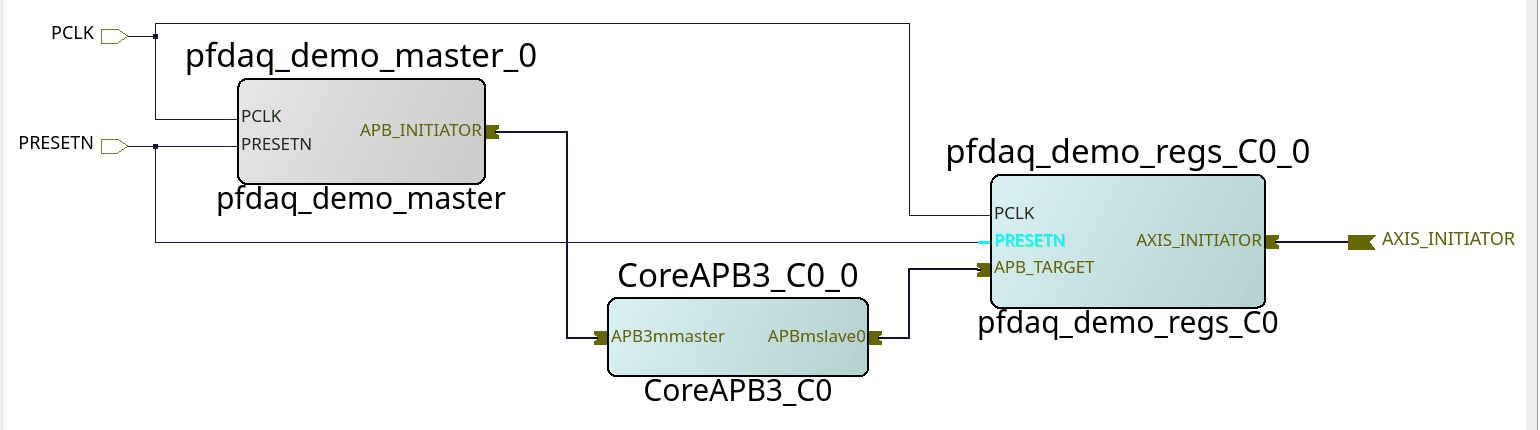 PCLK
pfdaq_demo_master_0
PCLK
APB_INITIATOR
PRESETN
PRESETN
pfdaq_demo_master
pfdaq_demo_regs_C0_0
PCLK
PRESETN
AXIS_INITIATOR
AXIS_INITIATOR
APB_TARGET
pfdaq_demo_regs_C0
CoreAPB3_C0_0
APB3mmaster
APBmslave0
CoreAPB3_C0